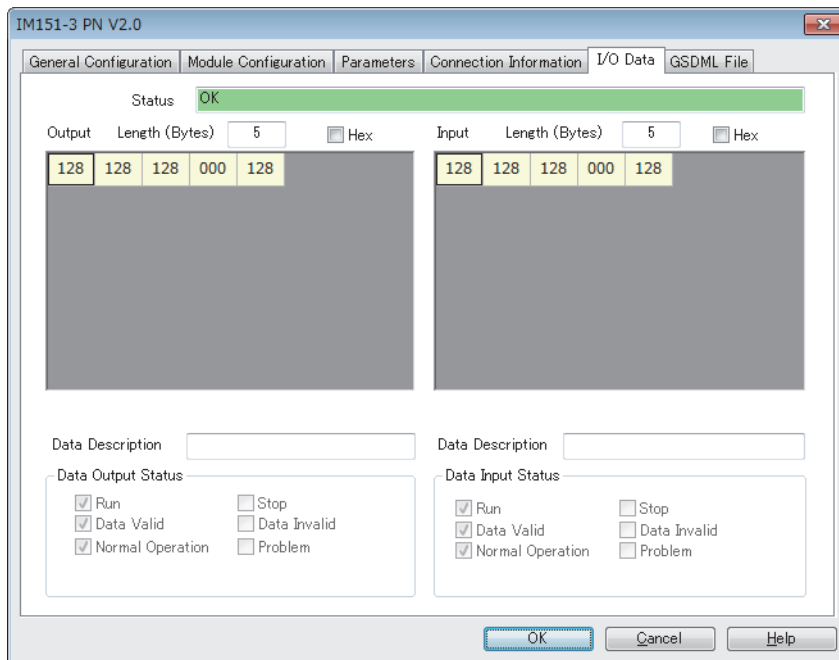 IM151-3 PN V2.0
General Configuration Module Configuration Parameters Connection Information I/O Data GSDML File
Status OK
Output Length (Bytes) 5 Hex Input Length (Bytes) 5 Hex
128 128 128 000 128 128 128 128 000 128
Data Description Data Description
Data Output Status Data Input Status
Run Stop Run Stop
Data Valid Data Invalid Data Valid Data Invalid
Normal Operation Problem Normal Operation Problem
OK Cancel Help